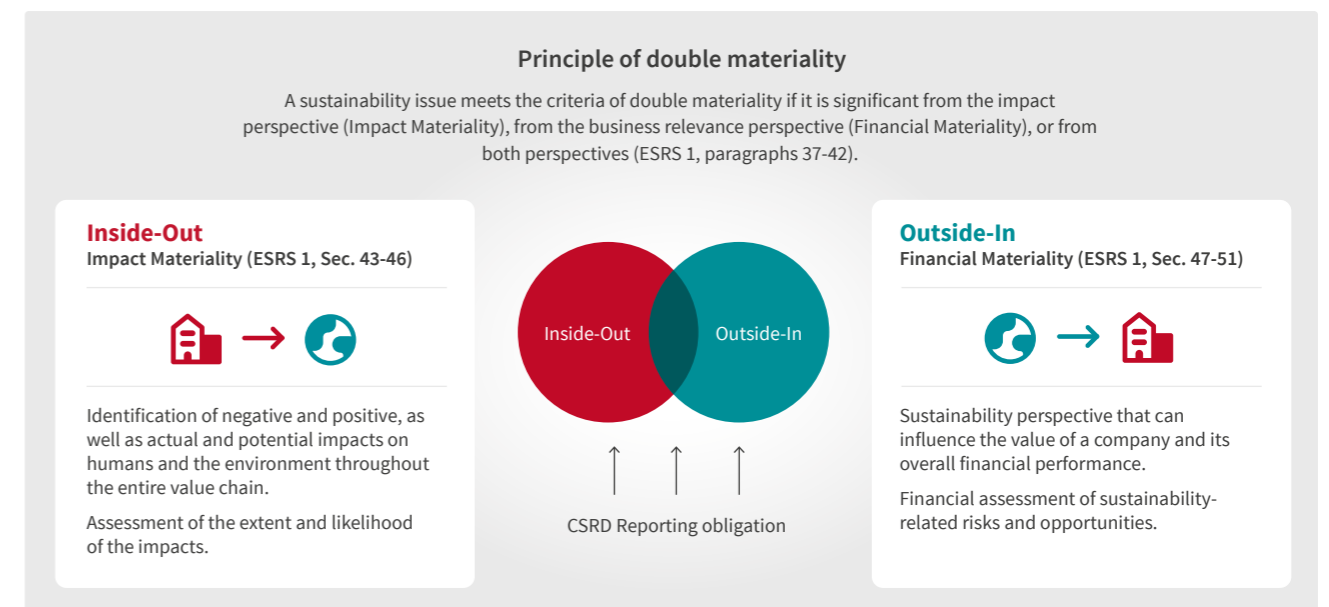 Principle of double materiality
A sustainability issue meets the criteria of double materiality if it is significant from the impact
perspective (Impact Materiality), from the business relevance perspective (Financial Materiality), or from
both perspectives (ESRS 1, paragraphs 37-42).
Inside-Out
Impact Materiality (ESRS 1, Sec. 43-46)
Identification of negative and positive, as
well as actual and potential impacts on
humans and the environment throughout
the entire value chain.
Assessment of the extent and likelihood
of the impacts.
Inside-Out
Outside-In
CSRD Reporting obligation
Outside-In
Financial Materiality (ESRS 1, Sec. 47-51)
Sustainability perspective that can
influence the value of a company and its
overall financial performance.
Financial assessment of sustainability-
related risks and opportunities.